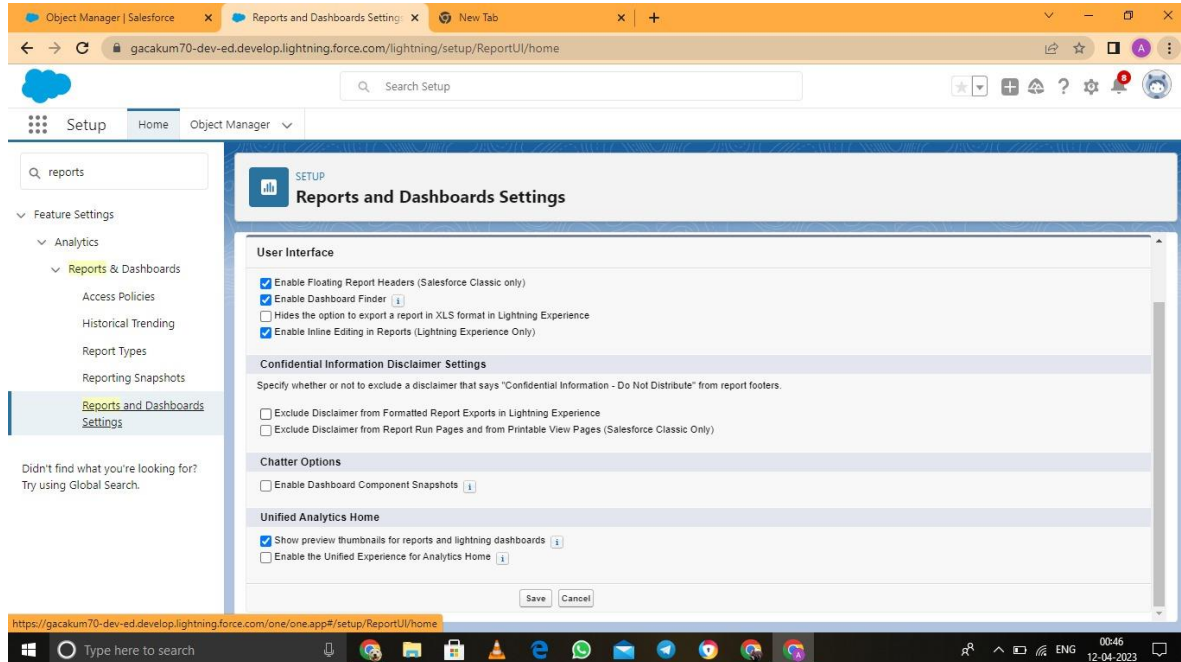 Object Manager | Salesforce
Reports and Dashboards Setting
New Tab
gacakum70-dev-ed.develop.lightning.force.com/lightning/setup/ReportUI/home
A
Search Setup
8
Setup
Home
Object Manager
reports
Feature Settings
Analytics
Reports & Dashboards
Access Policies
Historical Trending
Report Types
Reporting Snapshots
Reports and Dashboards
Settings
Didn't find what you're looking for?
Try using Global Search.
SETUP
Reports and Dashboards Settings
User Interface
Enable Floating Report Headers (Salesforce Classic only)
Enable Dashboard Finder i
Hides the option to export a report in XLS format in Lightning Experience
Enable Inline Editing in Reports (Lightning Experience Only)
Confidential Information Disclaimer Settings
Specify whether or not to exclude a disclaimer that says "Confidential Information - Do Not Distribute" from report footers.
Exclude Disclaimer from Formatted Report Exports in Lightning Experience
Exclude Disclaimer from Report Run Pages and from Printable View Pages (Salesforce Classic Only)
Chatter Options
Enable Dashboard Component Snapshots i
Unified Analytics Home
Show preview thumbnails for reports and lightning dashboards i
Enable the Unified Experience for Analytics Home i
Save Cancel
https://gacakum70-dev-ed.develop.lightning.force.com/one/one.app#/setup/ReportUI/home
Type here to search
ENG
00:46
12-04-2023